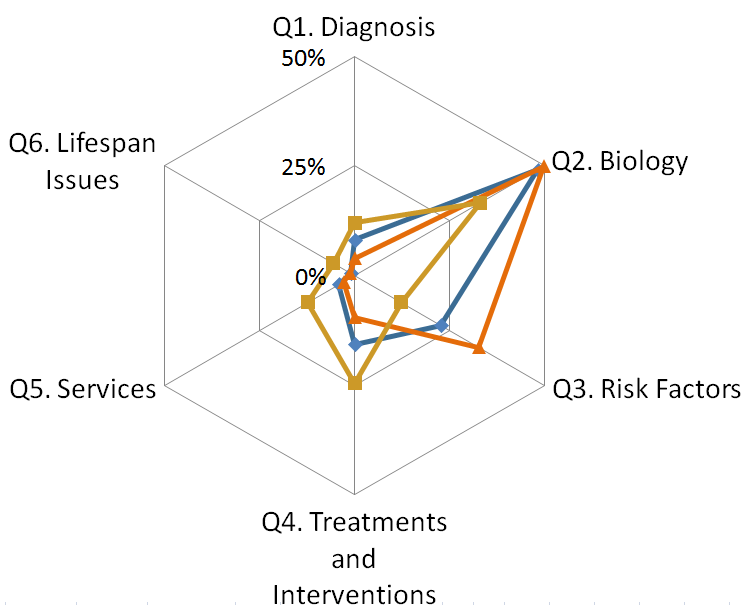 Q1. Diagnosis
50%
Q6. Lifespan
Issues
25%
Q2. Biology
0%
Q5. Services
Q3. Risk Factors
Q4. Treatments
and
Interventions